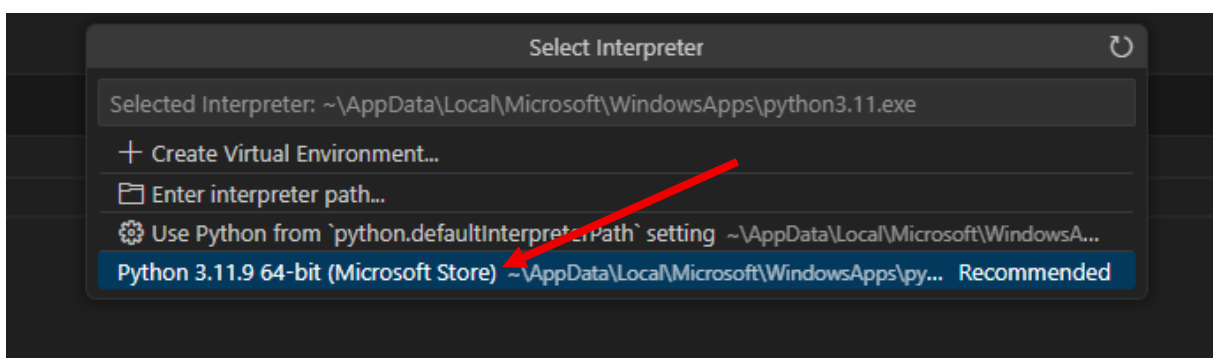 Select Interpreter
Selected Interpreter: ~\AppData\Local\Microsoft\WindowsApps\python3.11.exe
Create Virtual Environment...
Enter interpreter path...
Use Python from `python.defaultInterpreterPath` setting ~\AppData\Local\Microsoft\WindowsA...
Python 3.11.9 64-bit (Microsoft Store) ~\AppData\Local\Microsoft\WindowsApps\py... Recommended